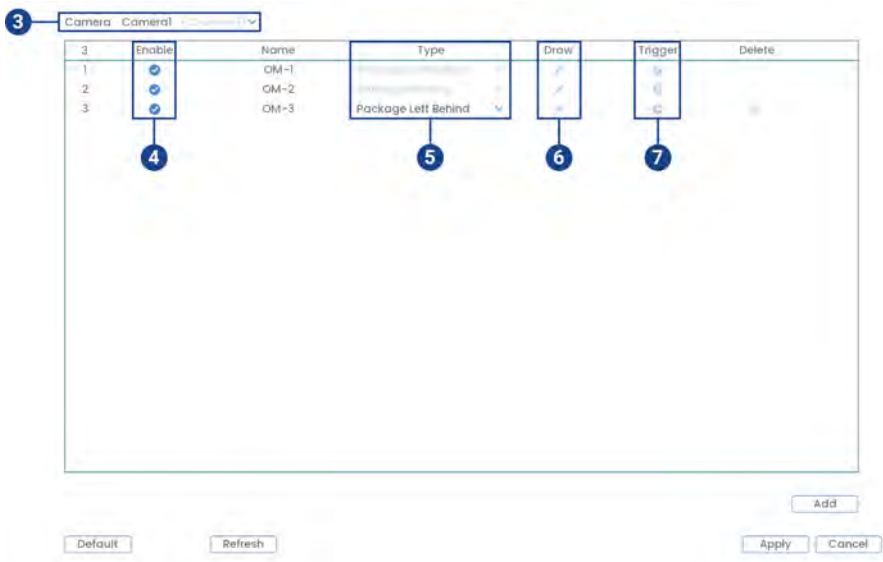 3 Camera Camera1
3 Enable Name Type Draw Trigger Delete
1 OM-1
2 OM-2
3 OM-3 Package Left Behind
4 5 6 7
Add
Default Refresh Apply Cancel